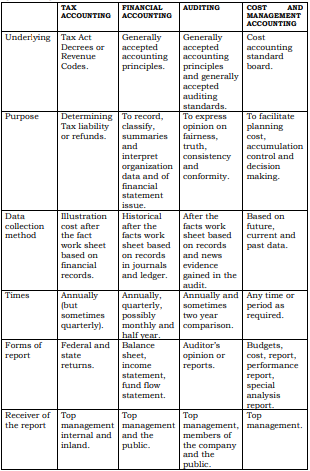 TAX ACCOUNTING
FINANCIAL ACCOUNTING
AUDITING
COST AND MANAGEMENT ACCOUNTING
Underlying
Tax Act
Decrees or
Revenue
Codes.
Generally
accepted
accounting
principles.
Generally
accepted
accounting
principles
and generally
accepted
auditing
standards.
Cost
accounting
standard
board.
Purpose
Determining
Tax liability
or refunds.
To record,
classify,
summaries
and
interpret
organization
data and of
financial
statement
issue.
To express
opinion on
fairness,
truth,
consistency
and
conformity.
To facilitate
planning
cost,
accumulation
control and
decision
making.
Data
collection
method
Illustration
cost after
the fact
work sheet
based on
financial
records.
Historical
after the
facts work
sheet based
on records
in journals
and ledger.
After the
facts work
sheet based
on records
and news
evidence
gained in the
audit.
Based on
future,
current and
past data.
Times
Annually
(but
sometimes
quarterly).
Annually,
quarterly,
possibly
monthly and
half year.
Annually and
sometimes
two year
comparison.
Any time or
period as
required.
Forms of
report
Federal and
state
returns.
Balance
sheet,
income
statement,
fund flow
statement.
Auditor's
opinion or
reports.
Budgets,
cost, report,
performance
report,
special
analysis
report.
Receiver of
the report
Top
management
internal and
inland.
Top
management
and the
public.
Top
management,
members of
the company
and the
public.
Top
management.